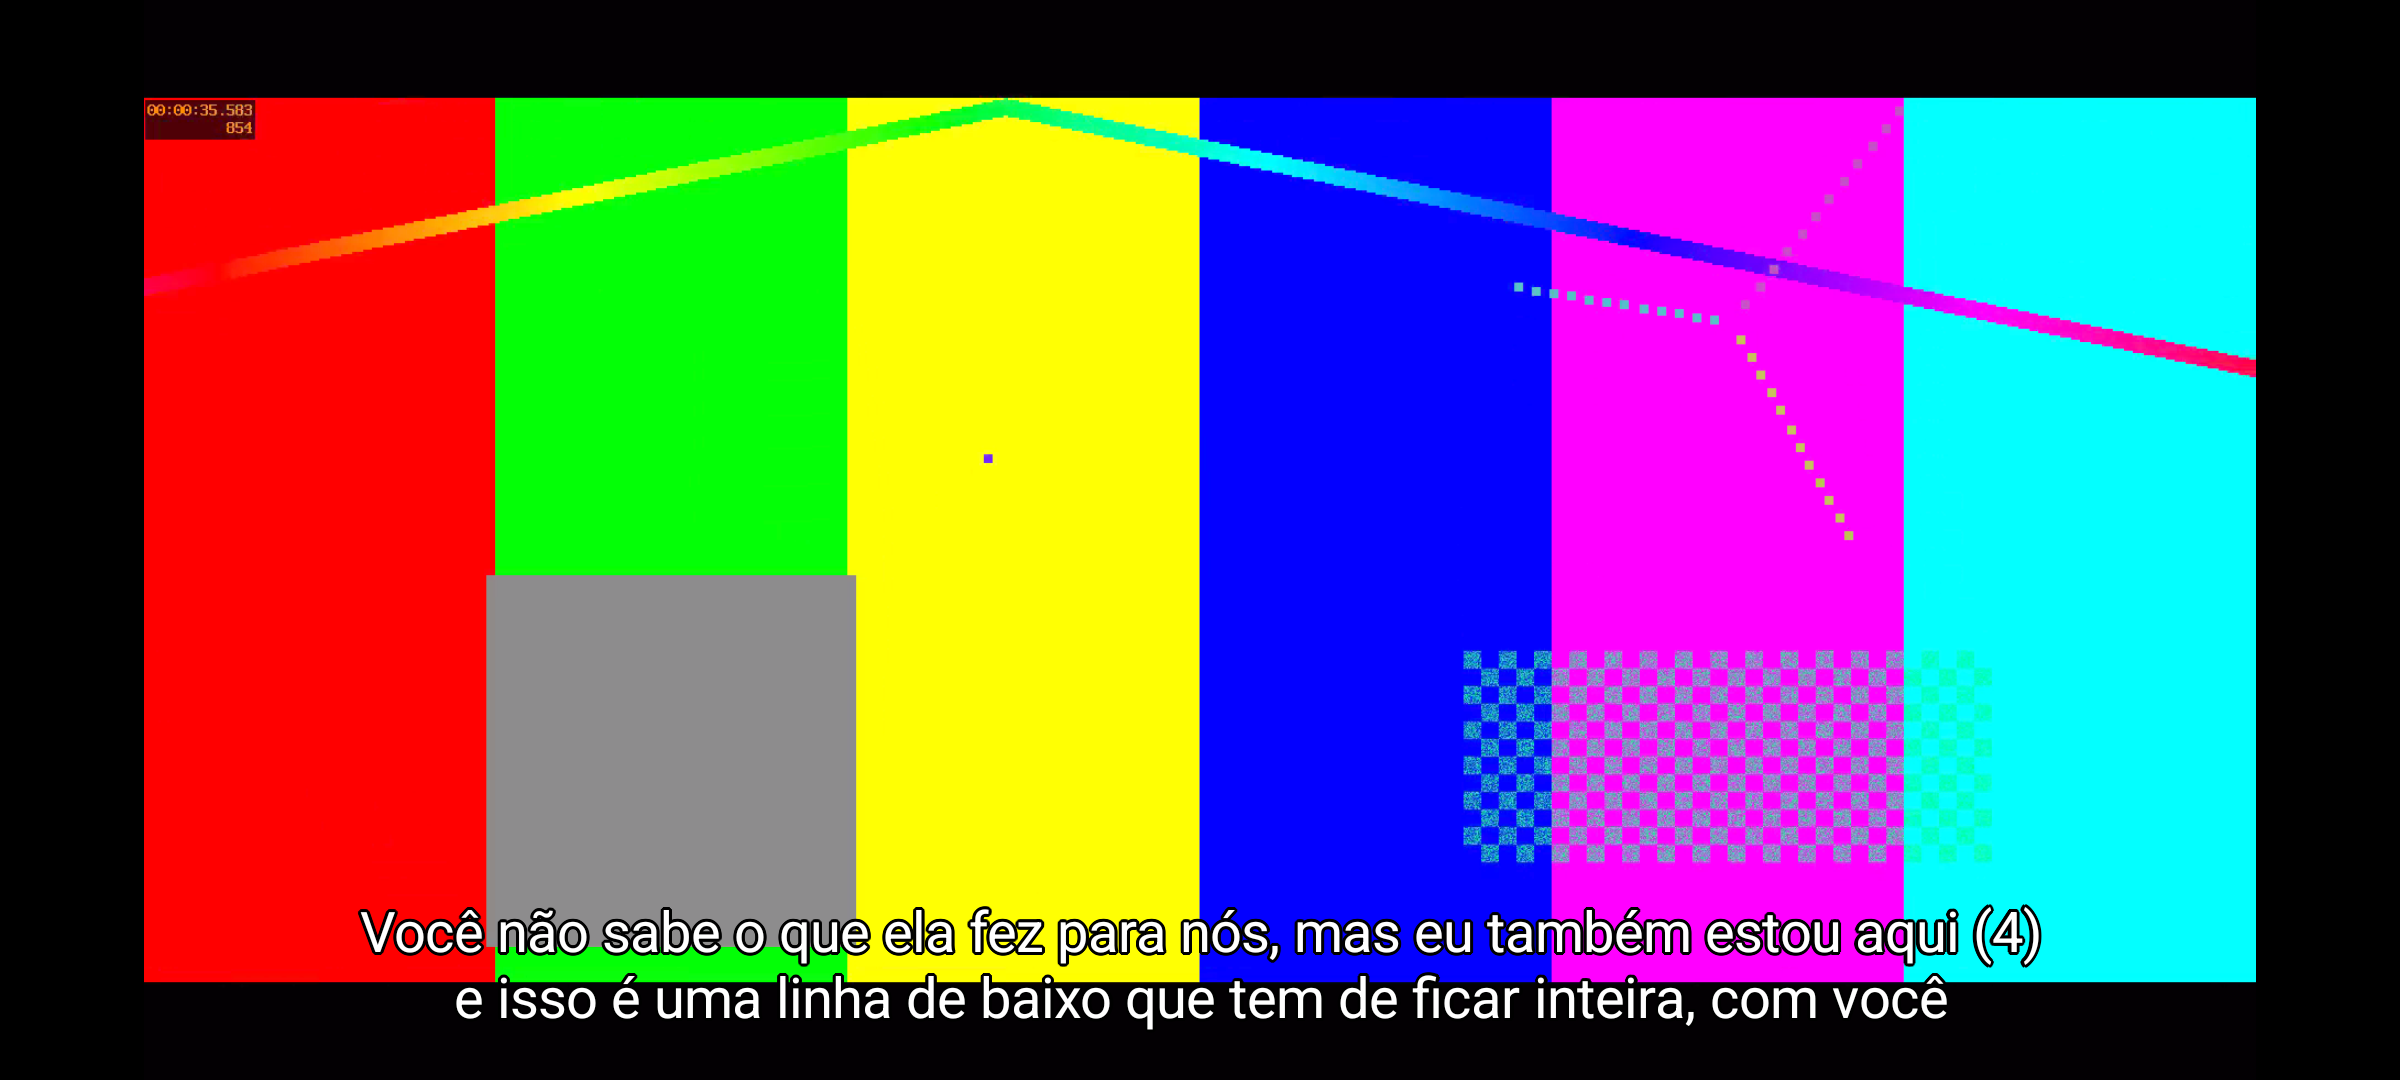 00:00:35.583
854
Você não sabe o que ela fez para nós, mas eu também estou aqui (4)
e isso é uma linha de baixo que tem de ficar inteira, com você